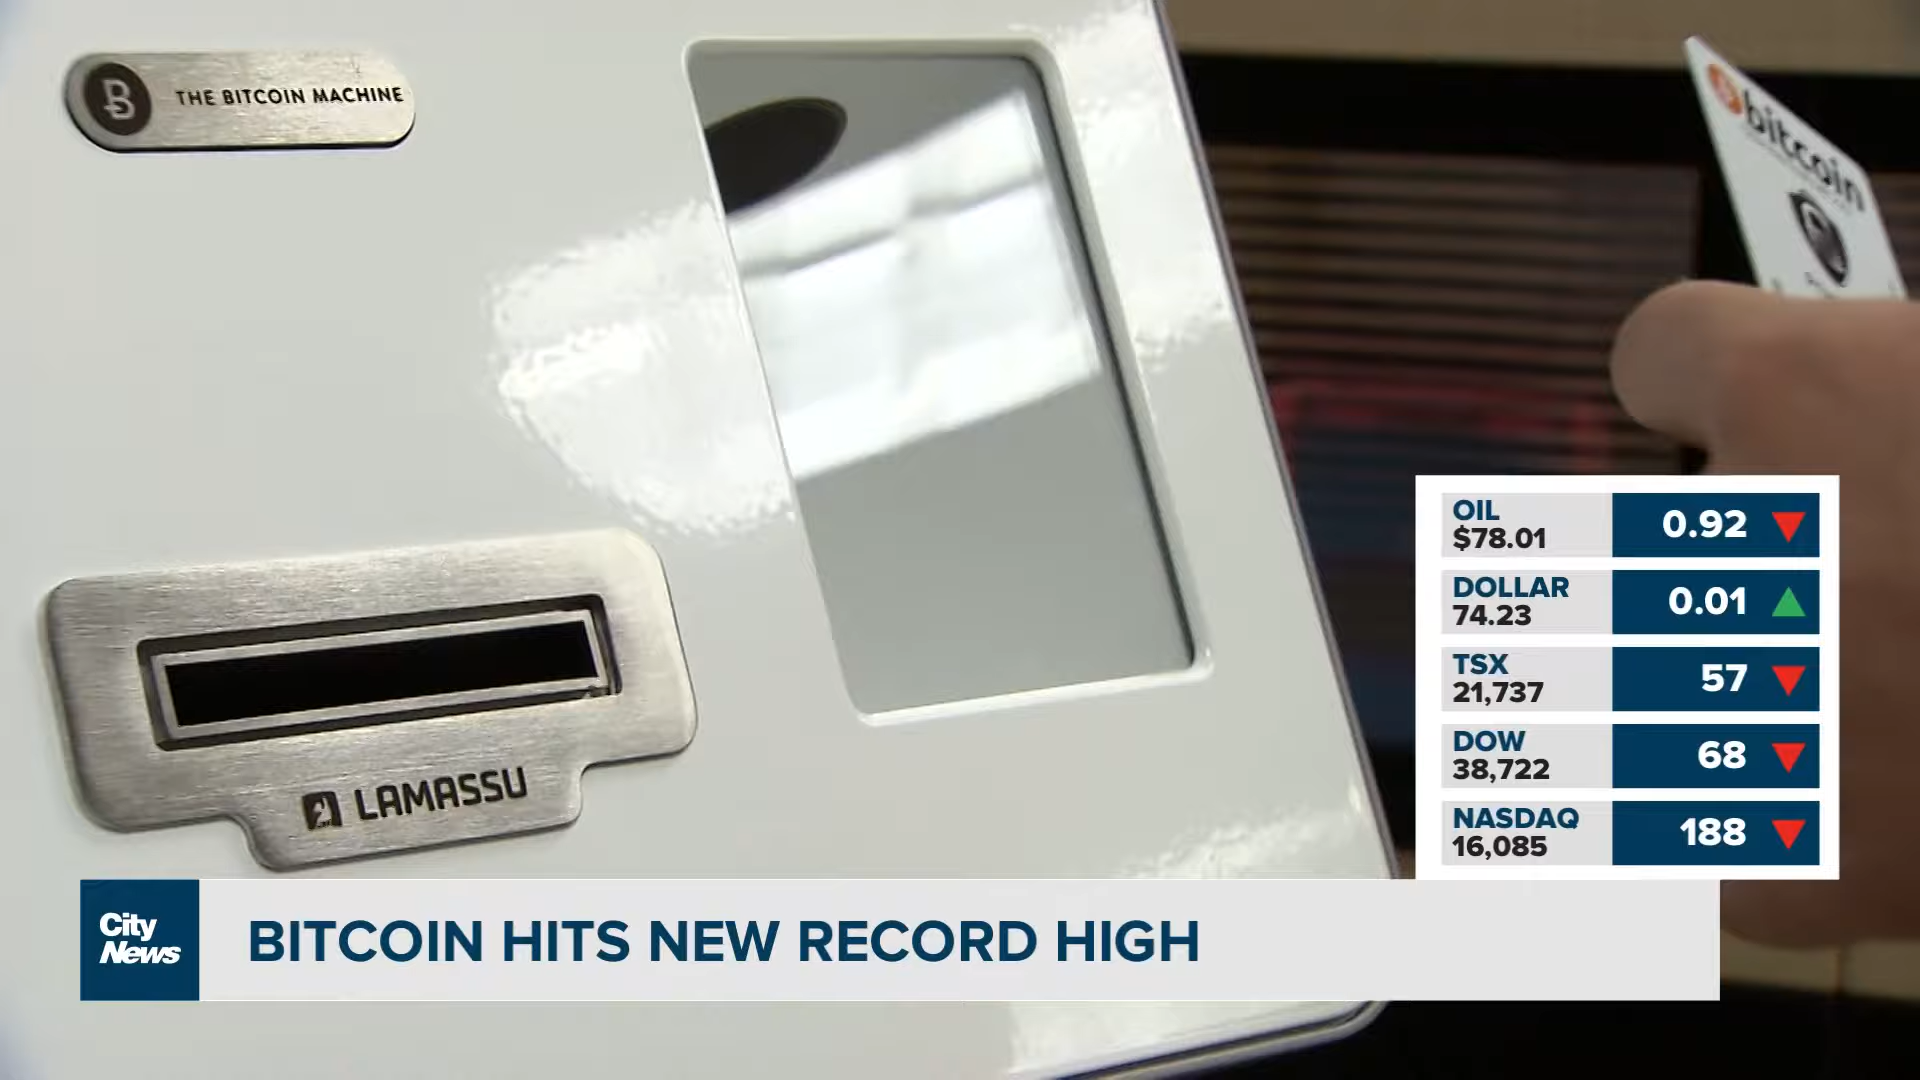 THE BITCOIN MACHINE
bitcoin
LAMASSU
OIL
$78.01
0.92
DOLLAR
74.23
0.01
TSX
21,737
57
DOW
38,722
68
NASDAQ
16,085
188
City
News
BITCOIN HITS NEW RECORD HIGH